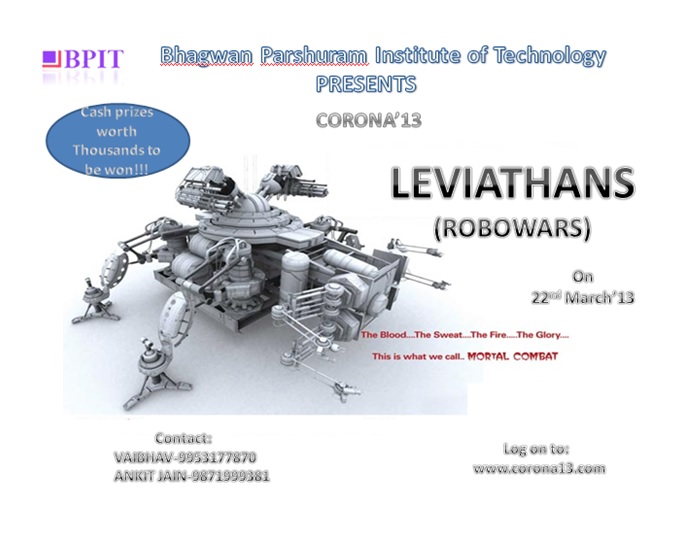 BPIT
Bhagwan Parshuram Institute of Technology
PRESENTS
CORONA'13
Cash prizes
worth
Thousands to
be won!!!
LEVIATHANS
(ROBOWARS)
On
22nd March'13
The Blood....The Sweat....The Fire.....The Glory....
This is what we call.. MORTAL COMBAT
Contact:
VAIBHAV-9953177870
ANKIT JAIN-9871999381
Log on to:
www.corona13.com